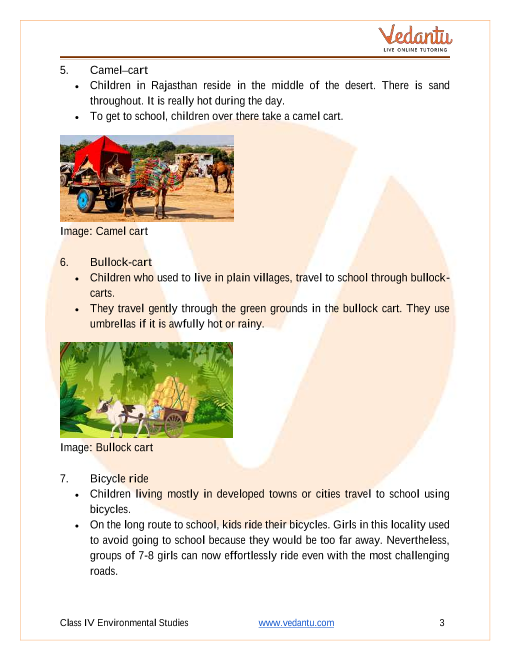 Vedantu
LIVE ONLINE TUTORING
5. Camel–cart
• Children in Rajasthan reside in the middle of the desert. There is sand
throughout. It is really hot during the day.
• To get to school, children over there take a camel cart.
Image: Camel cart
6. Bullock-cart
• Children who used to live in plain villages, travel to school through bullock-
carts.
• They travel gently through the green grounds in the bullock cart. They use
umbrellas if it is awfully hot or rainy.
Image: Bullock cart
7. Bicycle ride
• Children living mostly in developed towns or cities travel to school using
bicycles.
• On the long route to school, kids ride their bicycles. Girls in this locality used
to avoid going to school because they would be too far away. Nevertheless,
groups of 7-8 girls can now effortlessly ride even with the most challenging
roads.
Class IV Environmental Studies www.vedantu.com 3